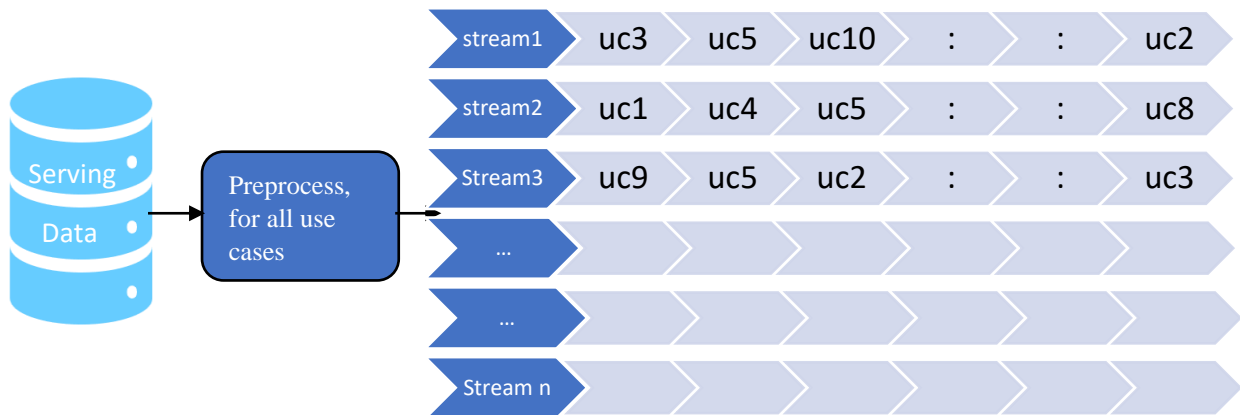 stream1 uc3 uc5 uc10 : : uc2
stream2 uc1 uc4 uc5 : : uc8
Stream3 uc9 uc5 uc2 : : uc3
...
...
Stream n
Serving
Data
Preprocess,
for all use
cases